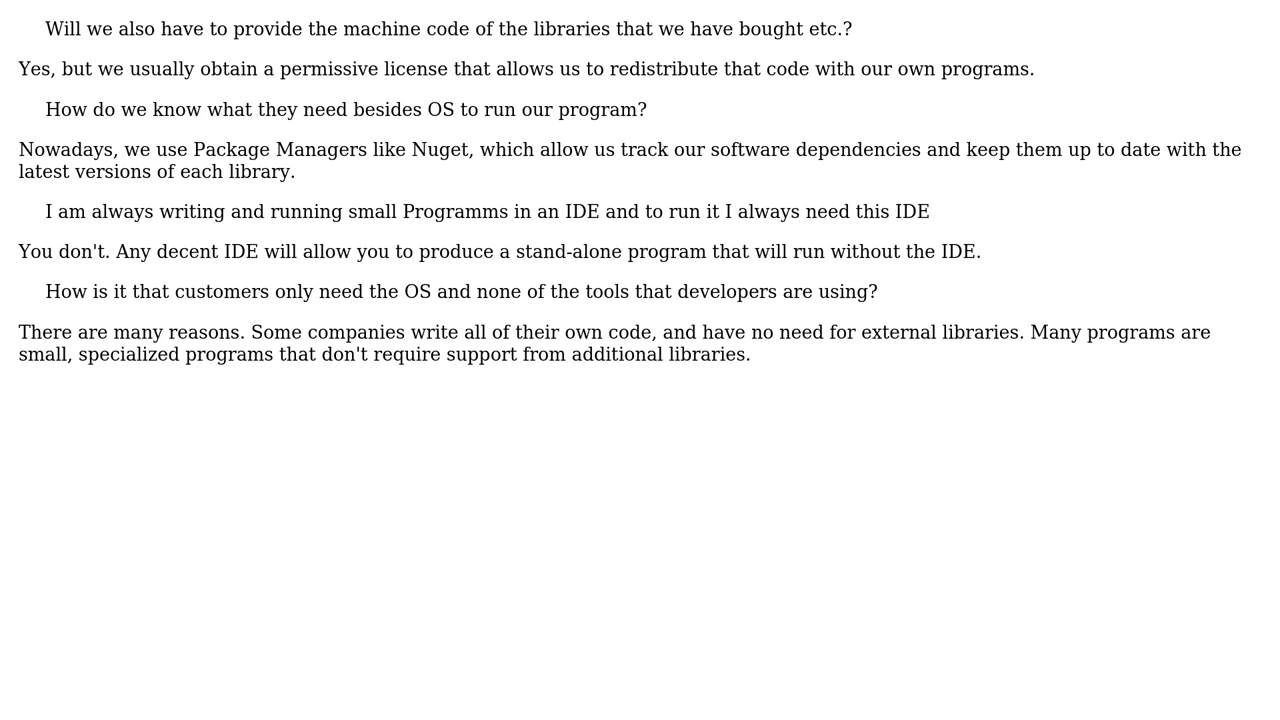 Will we also have to provide the machine code of the libraries that we have bought etc.?
Yes, but we usually obtain a permissive license that allows us to redistribute that code with our own programs.
How do we know what they need besides OS to run our program?
Nowadays, we use Package Managers like Nuget, which allow us track our software dependencies and keep them up to date with the
latest versions of each library.
I am always writing and running small Programms in an IDE and to run it I always need this IDE
You don't. Any decent IDE will allow you to produce a stand-alone program that will run without the IDE.
How is it that customers only need the OS and none of the tools that developers are using?
There are many reasons. Some companies write all of their own code, and have no need for external libraries. Many programs are
small, specialized programs that don't require support from additional libraries.